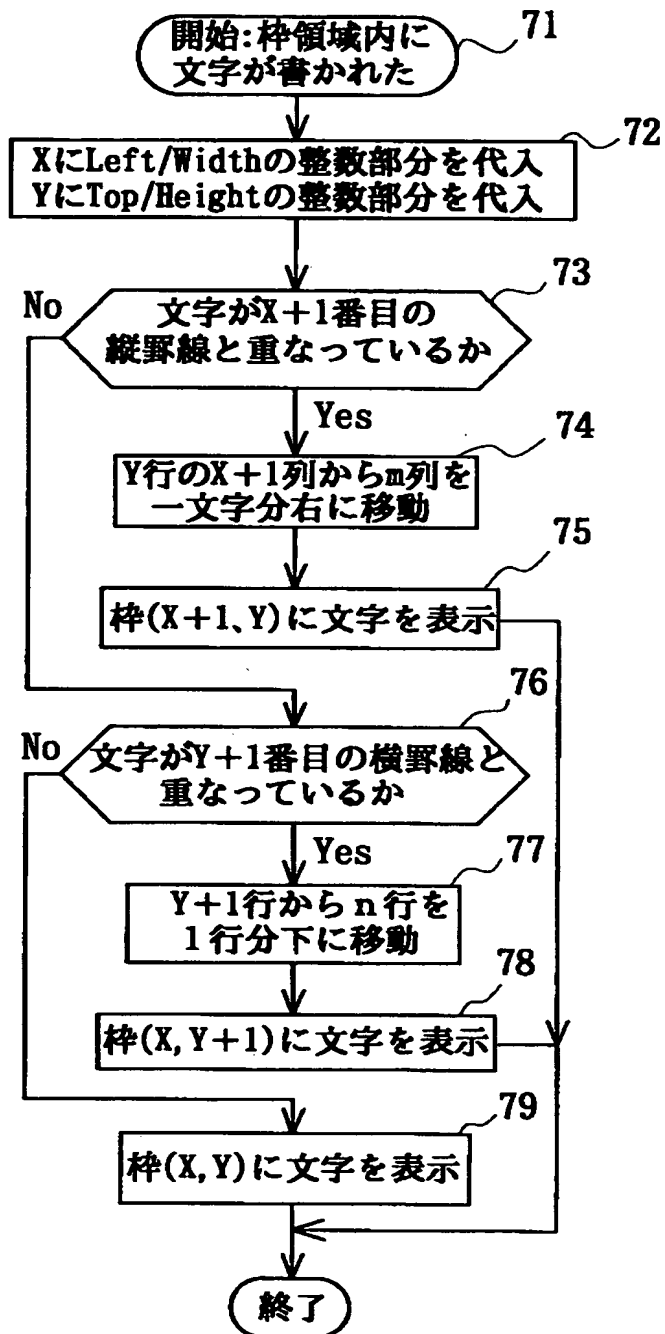 71
開始:枠領域内に
文字が書かれた
72
XにLeft/Widthの整数部分を代入
YにTop/Heightの整数部分を代入
73
No
文字がX+1番目の
縦罫線と重なっているか
Yes
74
Y行のX+1列からm列を
一文字分右に移動
75
枠(X+1、Y)に文字を表示
76
No
文字がY+1番目の横罫線と
重なっているか
Yes
77
Y+1行からn行を
1行分下に移動
78
枠(X,Y+1)に文字を表示
79
枠(X,Y)に文字を表示
終了